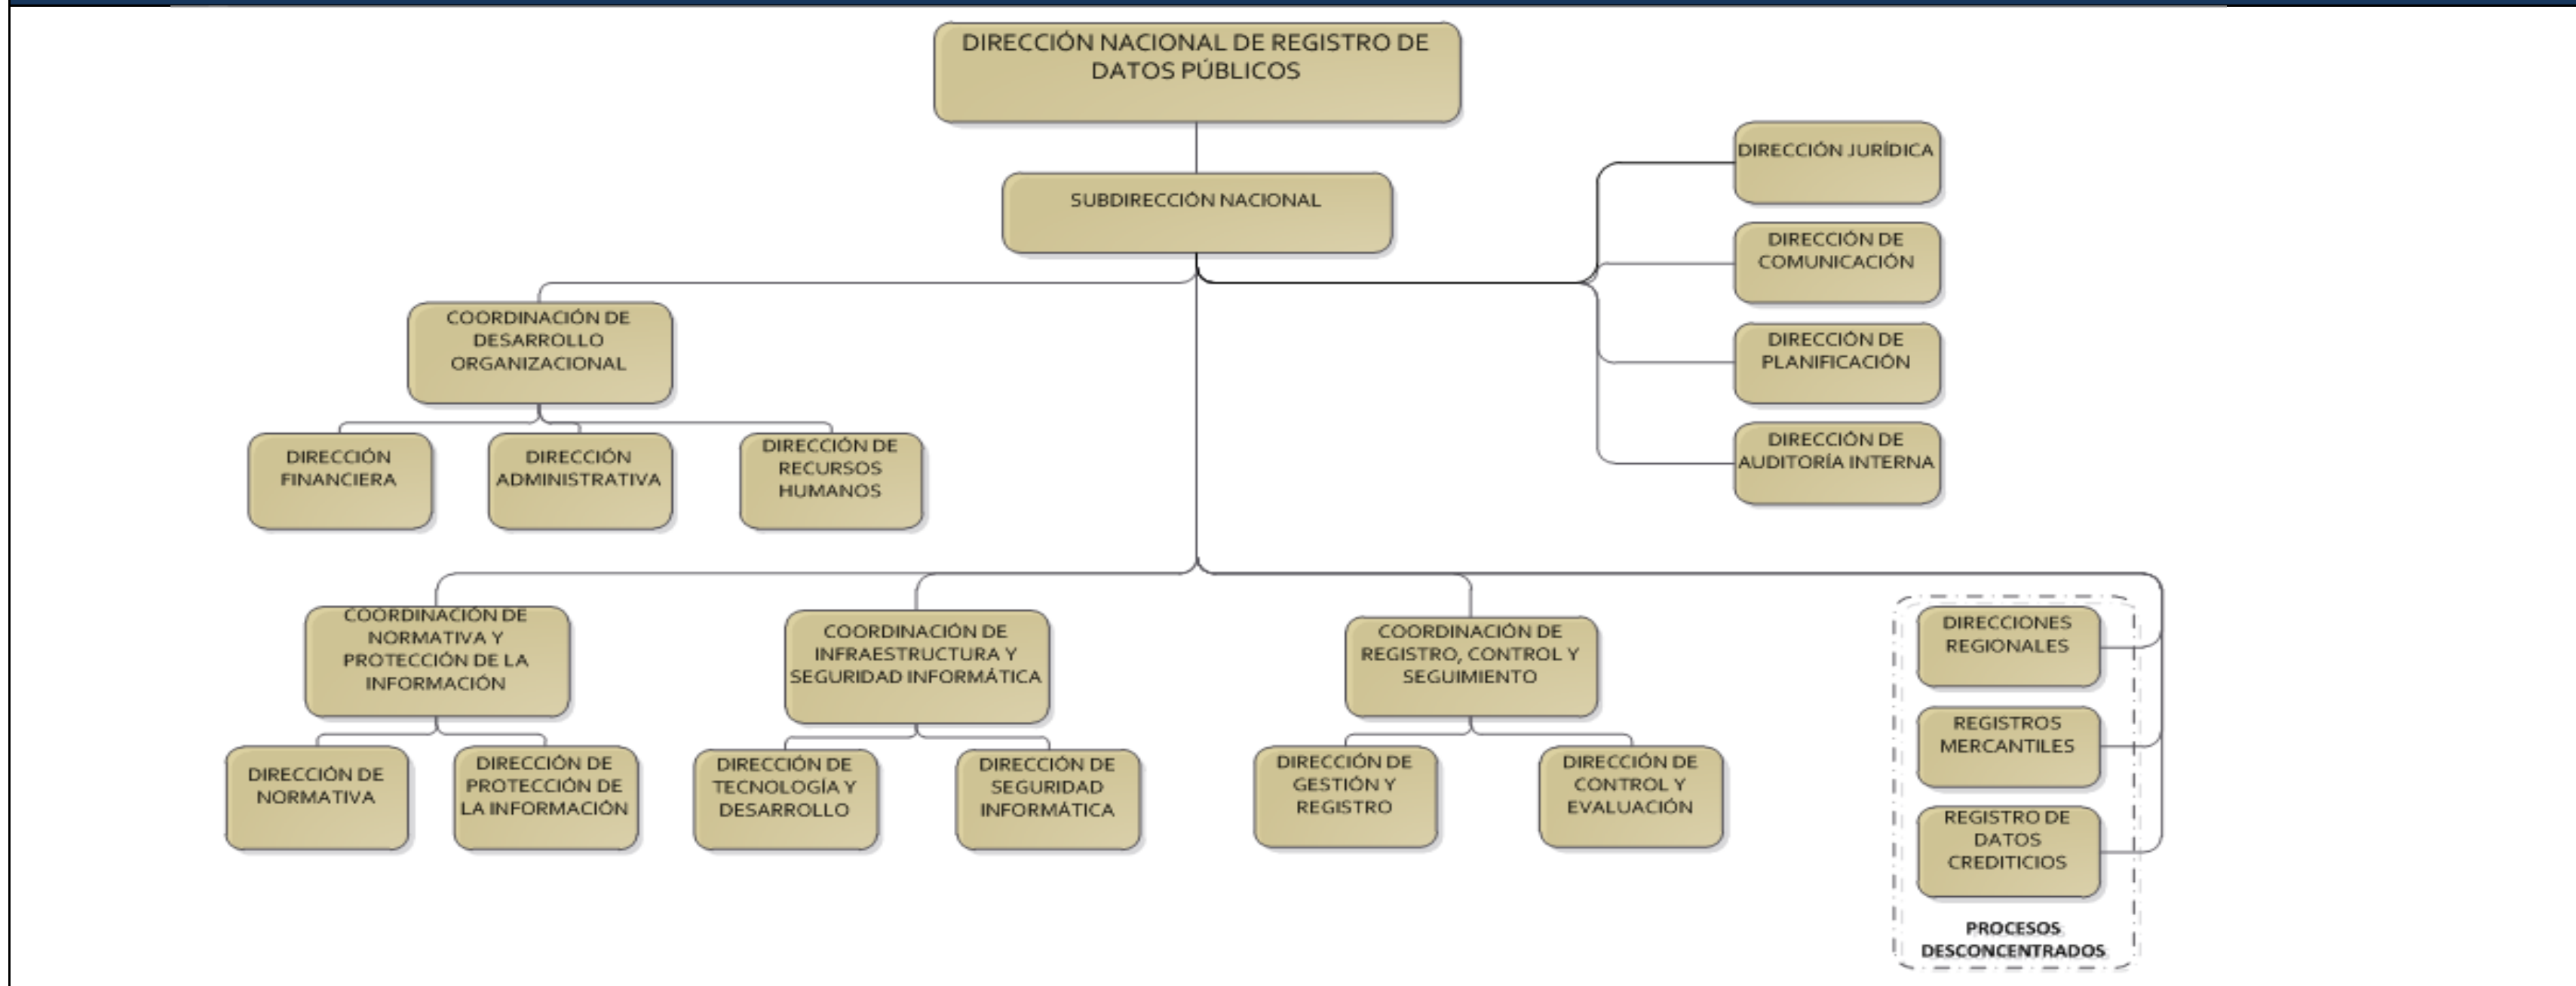 DIRECCIÓN NACIONAL DE REGISTRO DE
DATOS PÚBLICOS
SUBDIRECCIÓN NACIONAL
DIRECCIÓN JURÍDICA
DIRECCIÓN DE
COMUNICACIÓN
DIRECCIÓN DE
PLANIFICACIÓN
DIRECCIÓN DE
AUDITORÍA INTERNA
COORDINACIÓN DE
DESARROLLO
ORGANIZACIONAL
DIRECCIÓN
FINANCIERA
DIRECCIÓN
ADMINISTRATIVA
DIRECCIÓN DE
RECURSOS
HUMANOS
COORDINACIÓN DE
NORMATIVA Y
PROTECCIÓN DE LA
INFORMACIÓN
DIRECCIÓN DE
NORMATIVA
DIRECCIÓN DE
PROTECCIÓN DE
LA INFORMACIÓN
COORDINACIÓN DE
INFRAESTRUCTURA Y
SEGURIDAD INFORMÁTICA
DIRECCIÓN DE
TECNOLOGÍA Y
DESARROLLO
DIRECCIÓN DE
SEGURIDAD
INFORMÁTICA
COORDINACIÓN DE
REGISTRO, CONTROL Y
SEGUIMIENTO
DIRECCIÓN DE
GESTIÓN Y
REGISTRO
DIRECCIÓN DE
CONTROL Y
EVALUACIÓN
DIRECCIONES
REGIONALES
REGISTROS
MERCANTILES
REGISTRO DE
DATOS
CREDITICIOS
PROCESOS
DESCONCENTRADOS